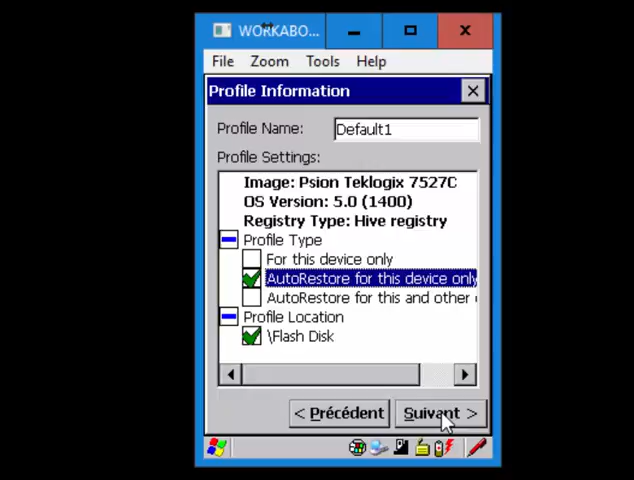 WORKABO...
File Zoom Tools Help
Profile Information
Profile Name: Default1
Profile Settings:
Image: Psion Teklogix 7527C
OS Version: 5.0 (1400)
Registry Type: Hive registry
Profile Type
For this device only
AutoRestore for this device only
AutoRestore for this and other
Profile Location
\Flash Disk
< Précédent Suivant >